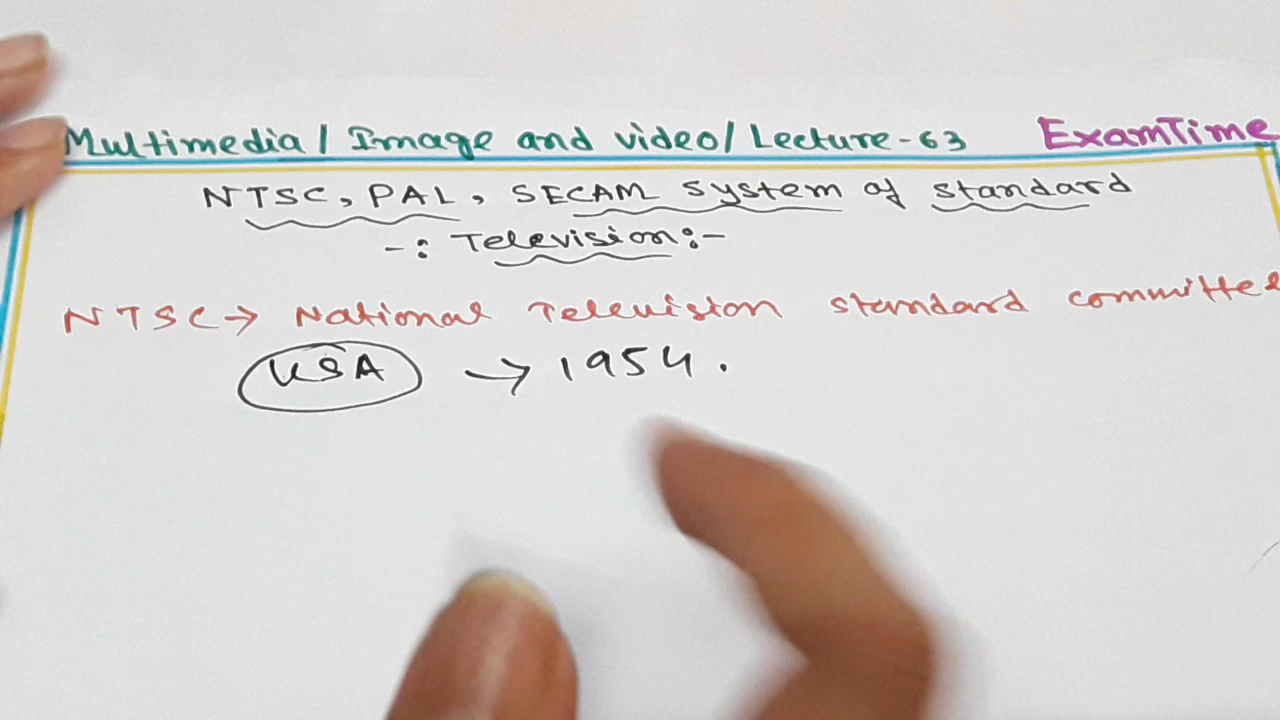 Multimedia / Image and video / Lecture-63 ExamTime
NTSC, PAL, SECAM System of standard
-: Television:-
NTSC → National Television standard committee
USA → 1954.